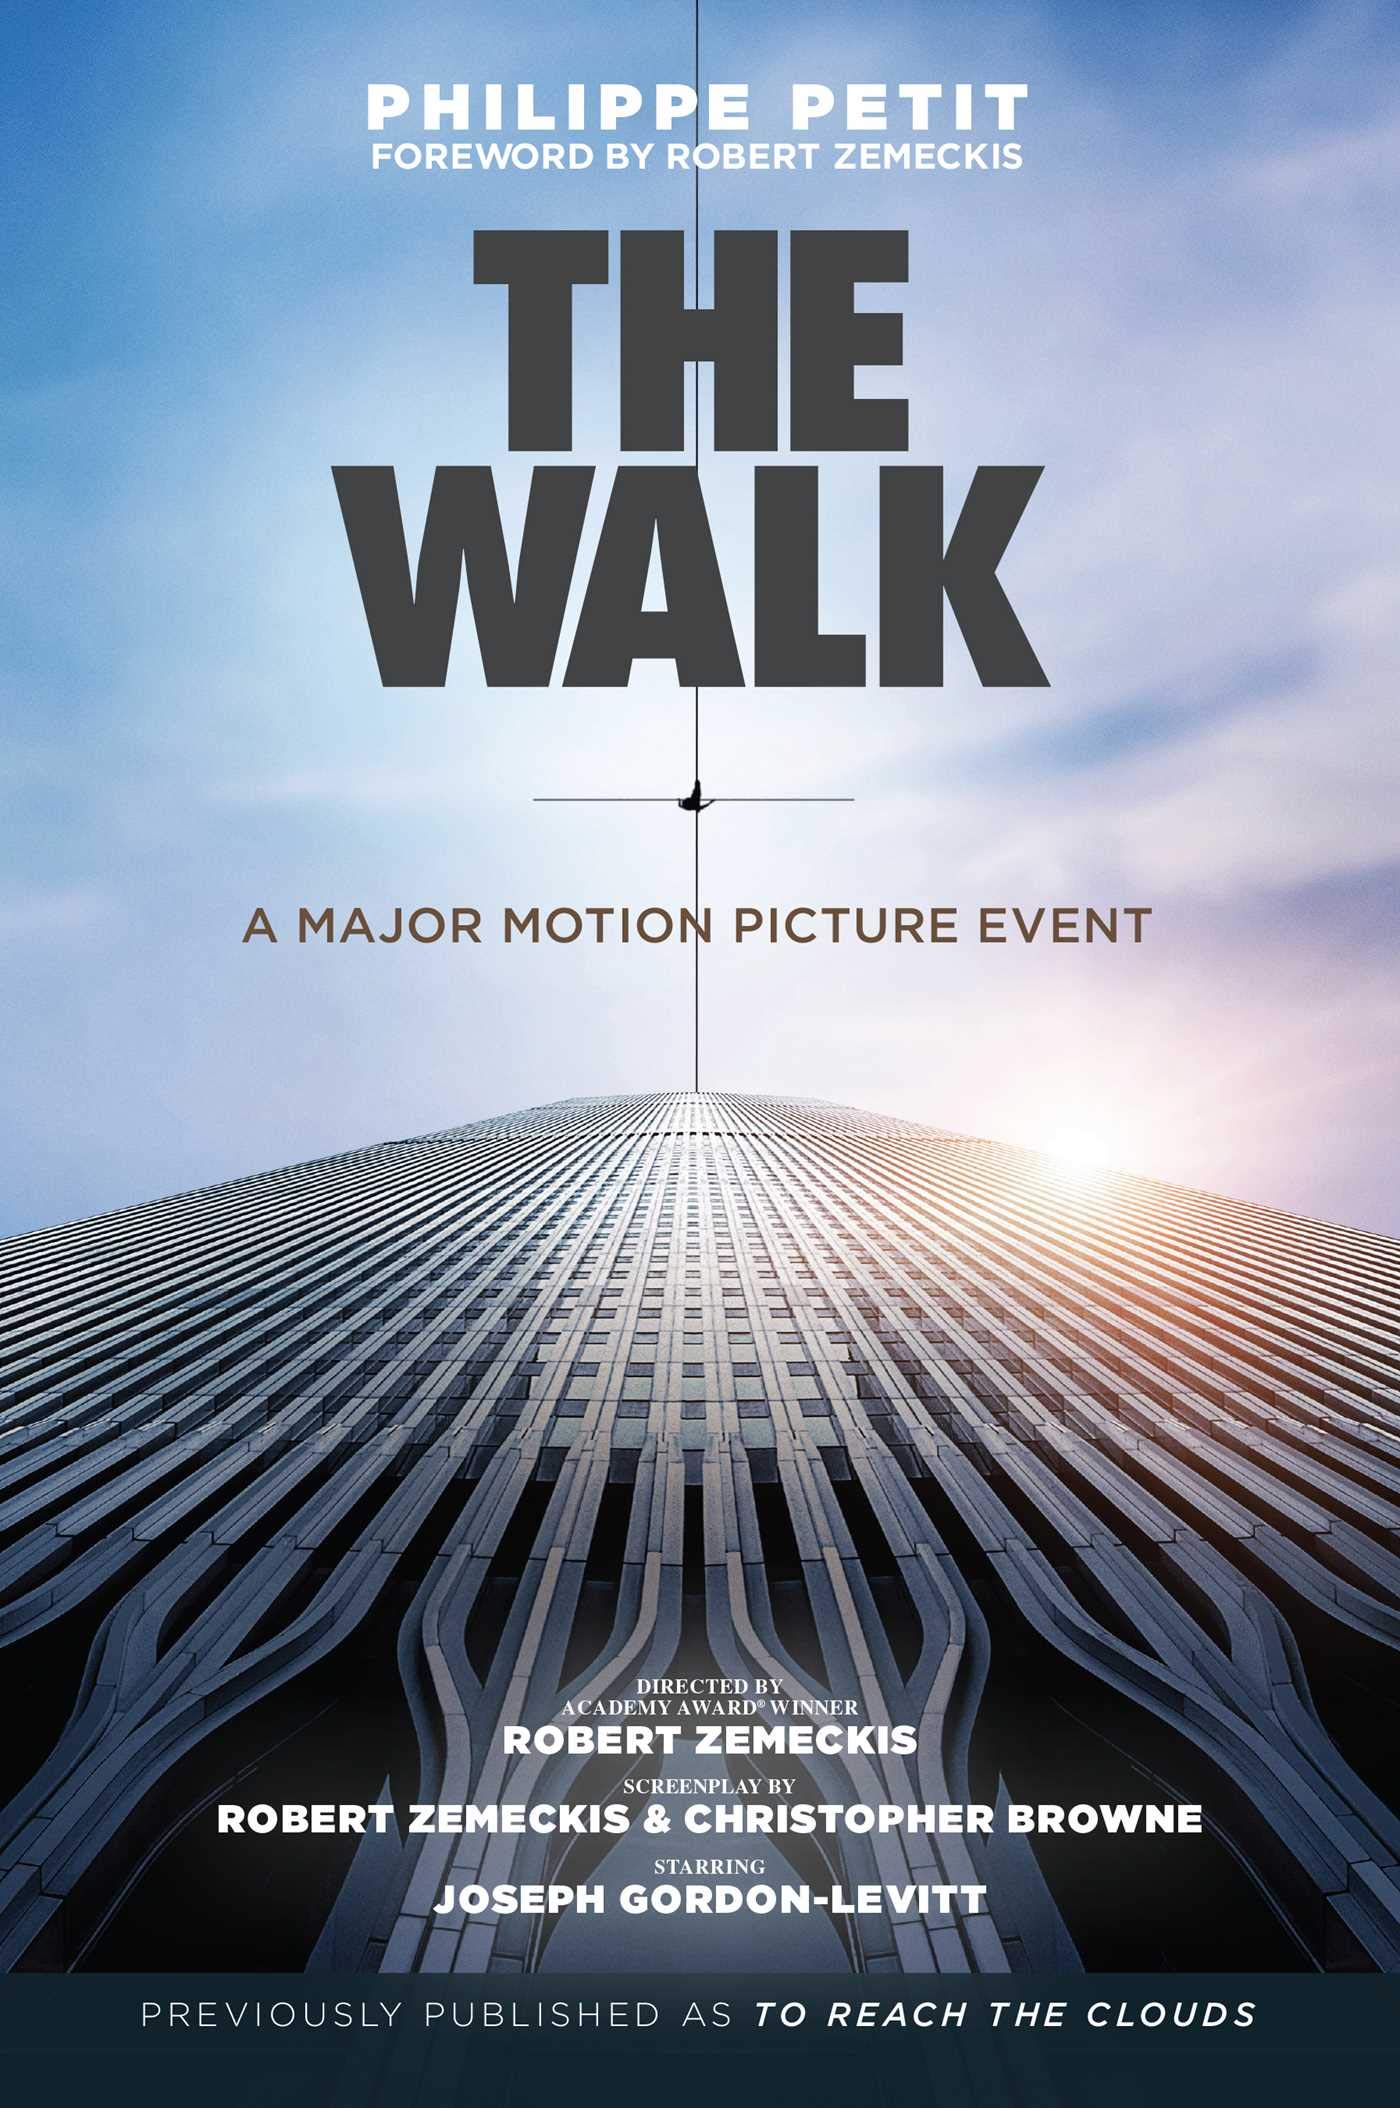 PHILIPPE PETIT
FOREWORD BY ROBERT ZEMECKIS
THE
WALK
A MAJOR MOTION PICTURE EVENT
DIRECTED BY
ACADEMY AWARD® WINNER
ROBERT ZEMECKIS
SCREENPLAY BY
ROBERT ZEMECKIS & CHRISTOPHER BROWNE
STARRING
JOSEPH GORDON-LEVITT
PREVIOUSLY PUBLISHED AS TO REACH THE CLOUDS